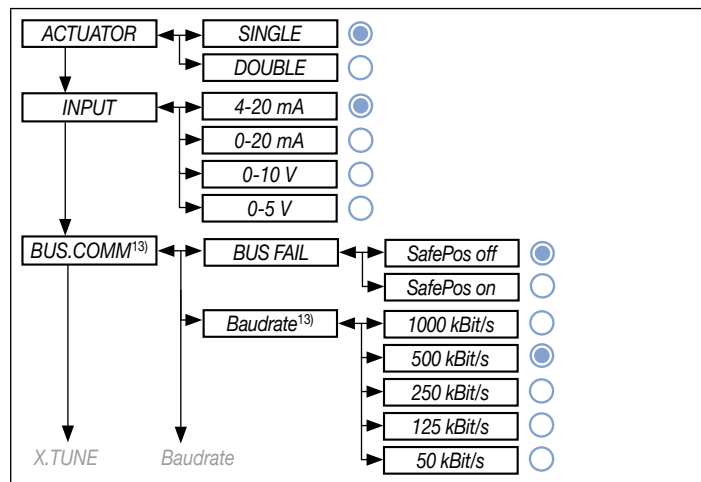 ACTUATOR SINGLE
DOUBLE
INPUT 4-20 mA
0-20 mA
0-10 V
0-5 V
BUS.COMM13) BUS FAIL SafePos off
SafePos on
Baudrate13) 1000 kBit/s
500 kBit/s
250 kBit/s
125 kBit/s
X.TUNE Baudrate 50 kBit/s